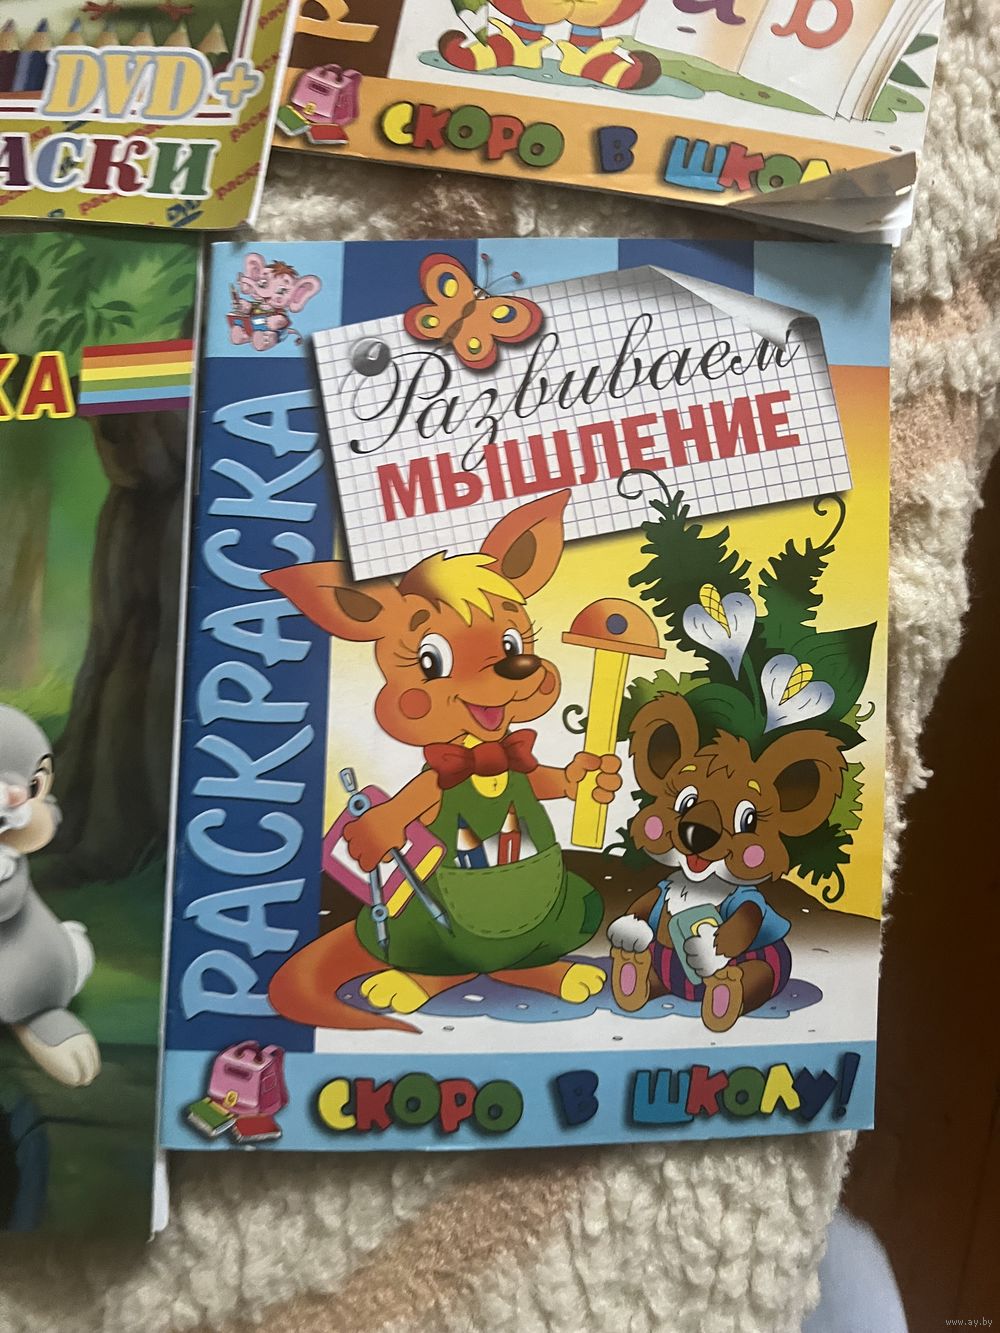 DVD+
АСКИ
СКОРО В ШКОЛ
а Б
КА
Развиваем
МЫШЛЕНИЕ
РАСКРАСКА
СКОРО В ШКОЛУ!
www.ay.by